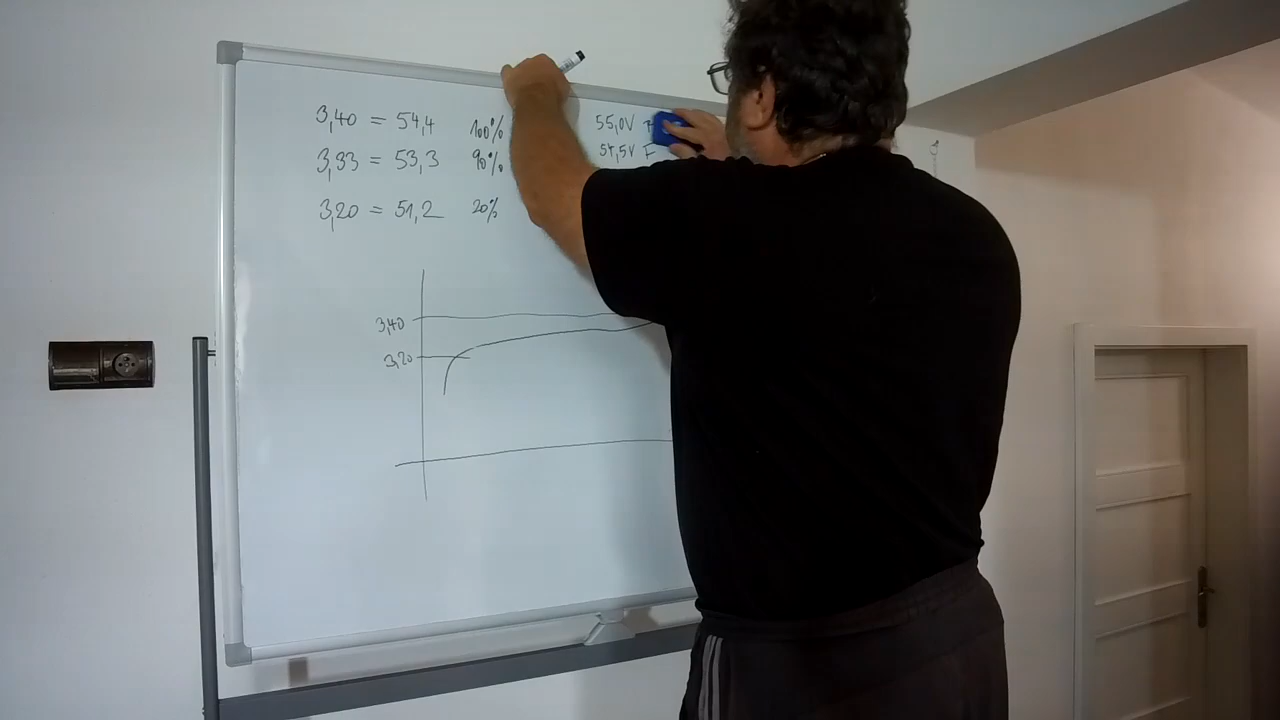 3,40 = 54,4 100% 55,0V
3,33 = 53,3 90% 54,5V F
3,20 = 51,2 20%
3,40
3,20